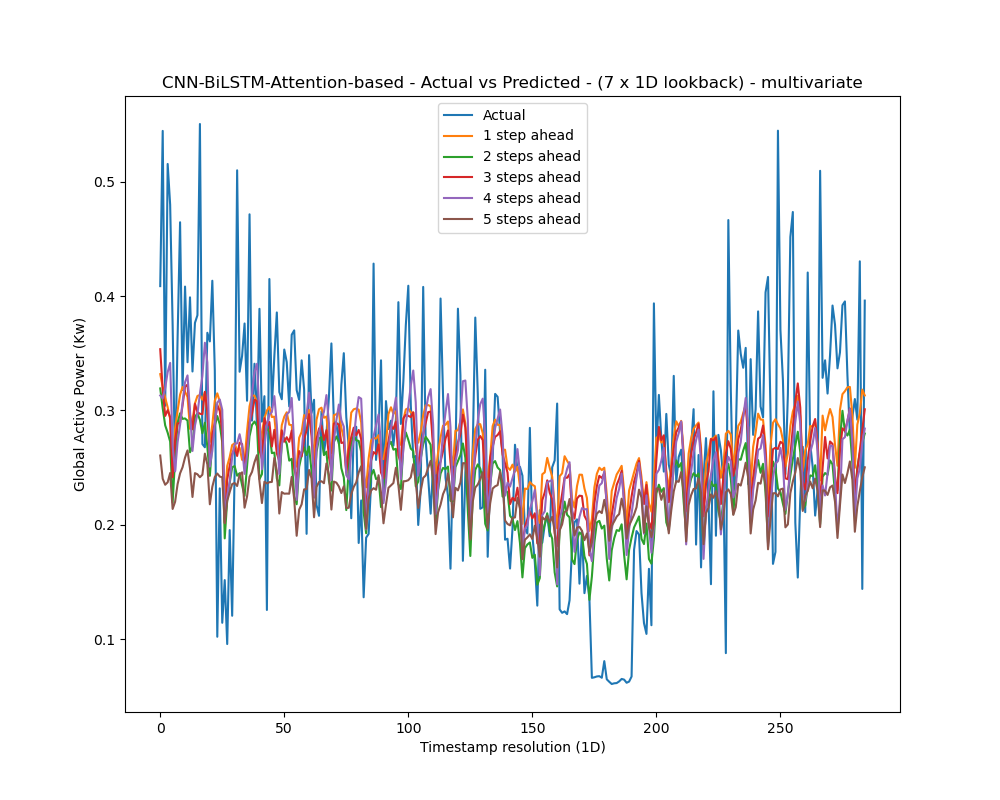 CNN-BiLSTM-Attention-based - Actual vs Predicted - (7 x 1D lookback) - multivariate
Actual
1 step ahead
2 steps ahead
3 steps ahead
4 steps ahead
5 steps ahead
0.5
0.4
0.3
0.2
0.1
Global Active Power (Kw)
0 50 100 150 200 250
Timestamp resolution (1D)